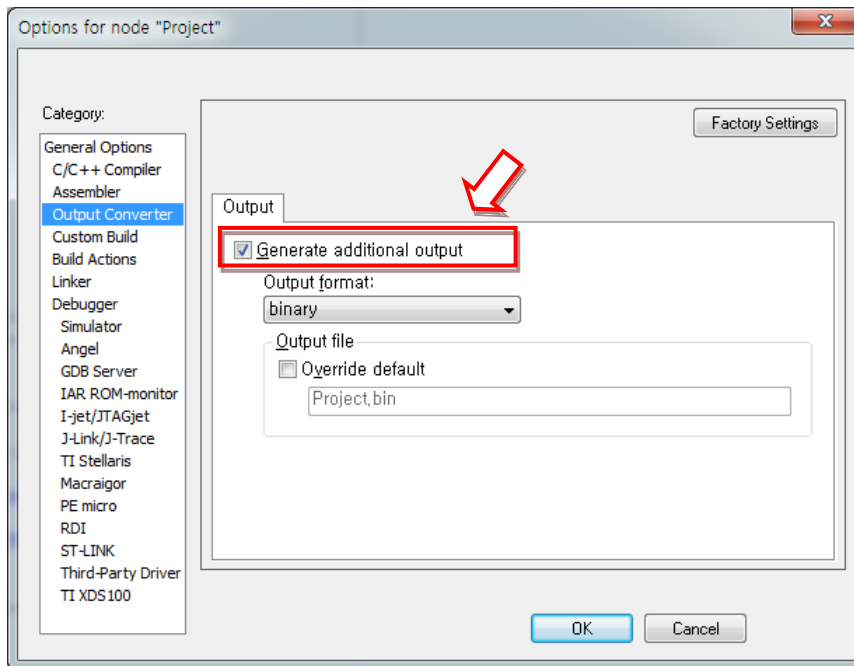 Options for node "Project"
Category:
Factory Settings
General Options
C/C++ Compiler
Assembler
Output Converter
Custom Build
Build Actions
Linker
Debugger
Simulator
Angel
GDB Server
IAR ROM-monitor
I-jet/JTAGjet
J-Link/J-Trace
TI Stellaris
Macraigor
PE micro
RDI
ST-LINK
Third-Party Driver
TI XDS100
Output
Generate additional output
Output format:
binary
Output file
Override default
Project.bin
OK
Cancel